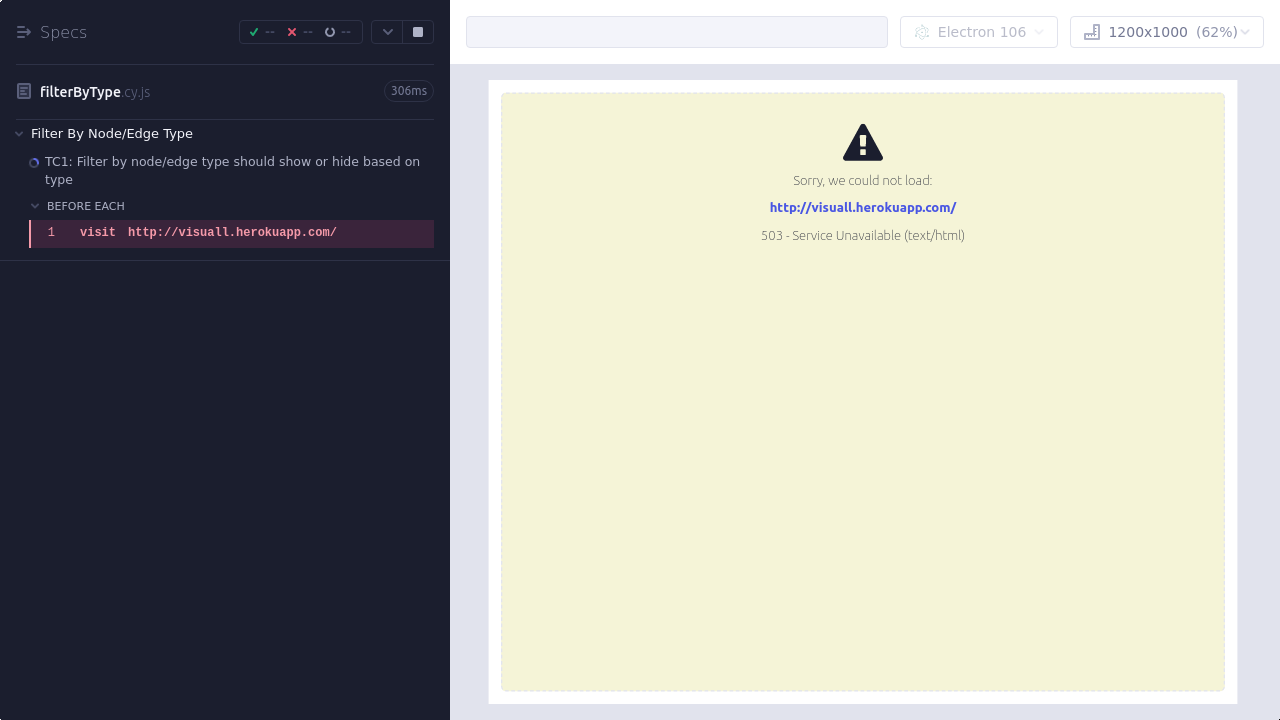 Specs
-- -- --
Electron 106
1200x1000 (62%)
filterByType.cy.js
306ms
Filter By Node/Edge Type
TC1: Filter by node/edge type should show or hide based on
type
BEFORE EACH
1 visit http://visuall.herokuapp.com/
Sorry, we could not load:
http://visuall.herokuapp.com/
503 - Service Unavailable (text/html)